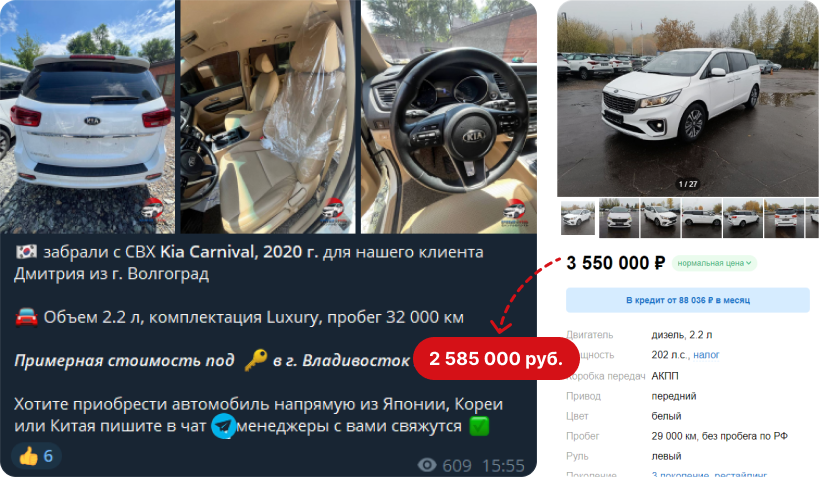 забрали с СВХ Kia Carnival, 2020 г. для нашего клиента
Дмитрия из г. Волгоград
Объем 2.2 л, комплектация Luxury, пробег 32 000 км
Примерная стоимость под 🔑 в г. Владивосток
2 585 000 руб.
Хотите приобрести автомобиль напрямую из Японии, Кореи
или Китая пишите в чат менеджеры с вами свяжутся ✅
👍 6
609 15:55
1 / 27
3 550 000 ₽ нормальная цена
В кредит от 88 036 ₽ в месяц
Двигатель дизель, 2.2 л
мощность 202 л.с., налог
коробка передач АКПП
Привод передний
Цвет белый
Пробег 29 000 км, без пробега по РФ
Руль левый
Поколение 3 поколение, рестайлинг
KIA
KIA